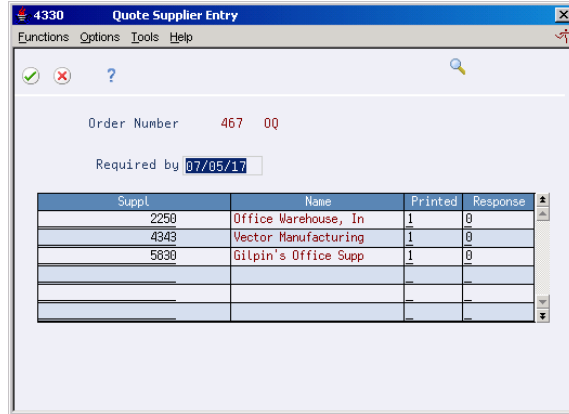 4330 Quote Supplier Entry
Functions Options Tools Help
?
Order Number 467 OQ
Required by 07/05/17
Suppl Name Printed Response
2250 Office Warehouse, In 1 0
4343 Vector Manufacturing 1 0
5830 Gilpin's Office Supp 1 0